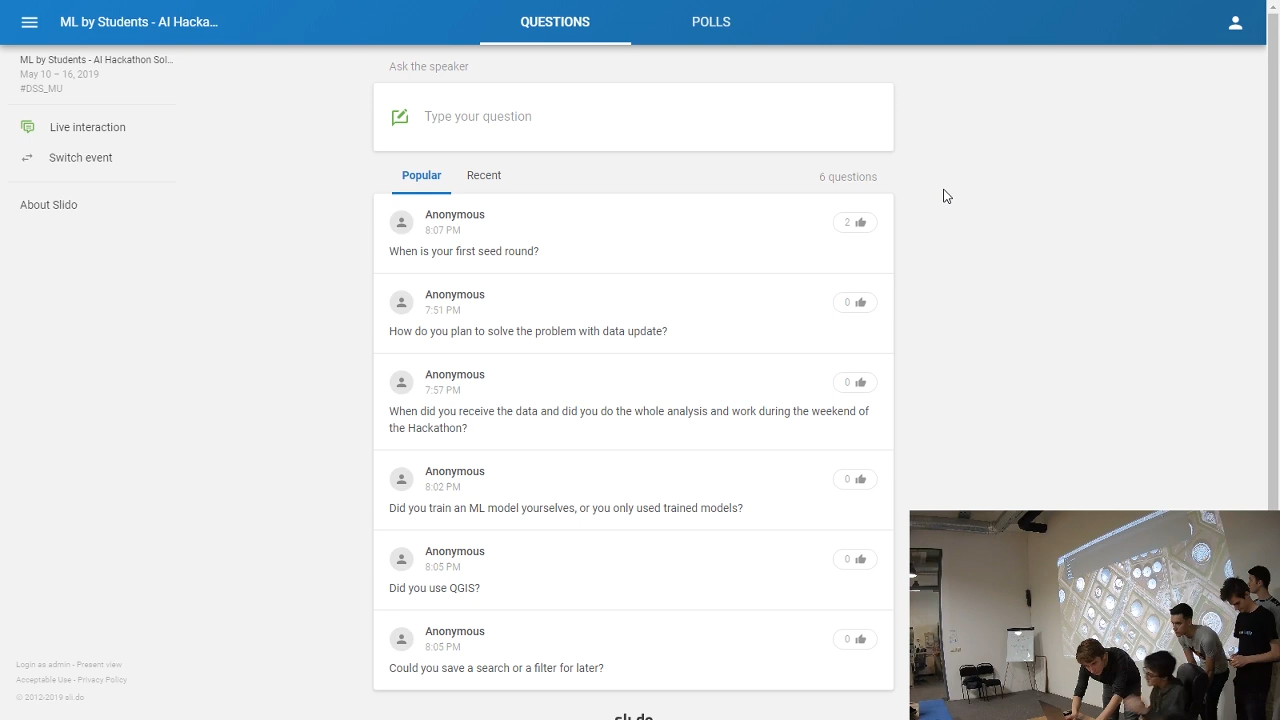 ML by Students - AI Hacka...
QUESTIONS
POLLS
ML by Students - AI Hackathon Sol...
May 10 – 16, 2019
#DSS_MU
Live interaction
Switch event
About Slido
Ask the speaker
Type your question
Popular
Recent
6 questions
Anonymous
8:07 PM
2
When is your first seed round?
Anonymous
7:51 PM
0
How do you plan to solve the problem with data update?
Anonymous
7:57 PM
0
When did you receive the data and did you do the whole analysis and work during the weekend of
the Hackathon?
Anonymous
8:02 PM
0
Did you train an ML model yourselves, or you only used trained models?
Anonymous
8:05 PM
0
Did you use QGIS?
Anonymous
8:05 PM
0
Could you save a search or a filter for later?
Login as admin - Present view
Acceptable Use - Privacy Policy
© 2012-2019 sli.do
sli.do